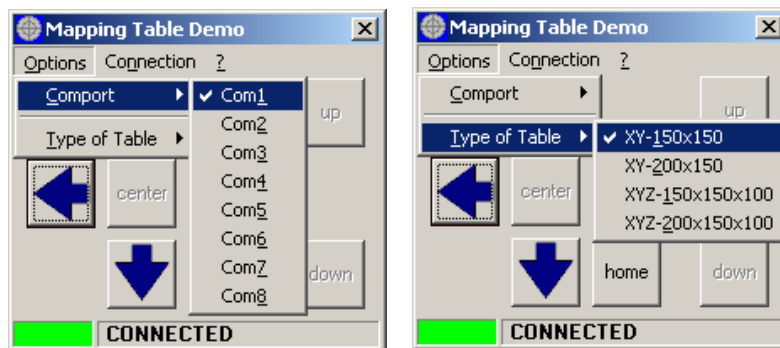 Mapping Table Demo
Options Connection ?
Comport
Type of Table
Com1
Com2
Com3
Com4
Com5
Com6
Com7
Com8
up
center
down
CONNECTED
Mapping Table Demo
Options Connection ?
Comport
Type of Table
XY-150x150
XY-200x150
XYZ-150x150x100
XYZ-200x150x100
up
center
home
down
CONNECTED